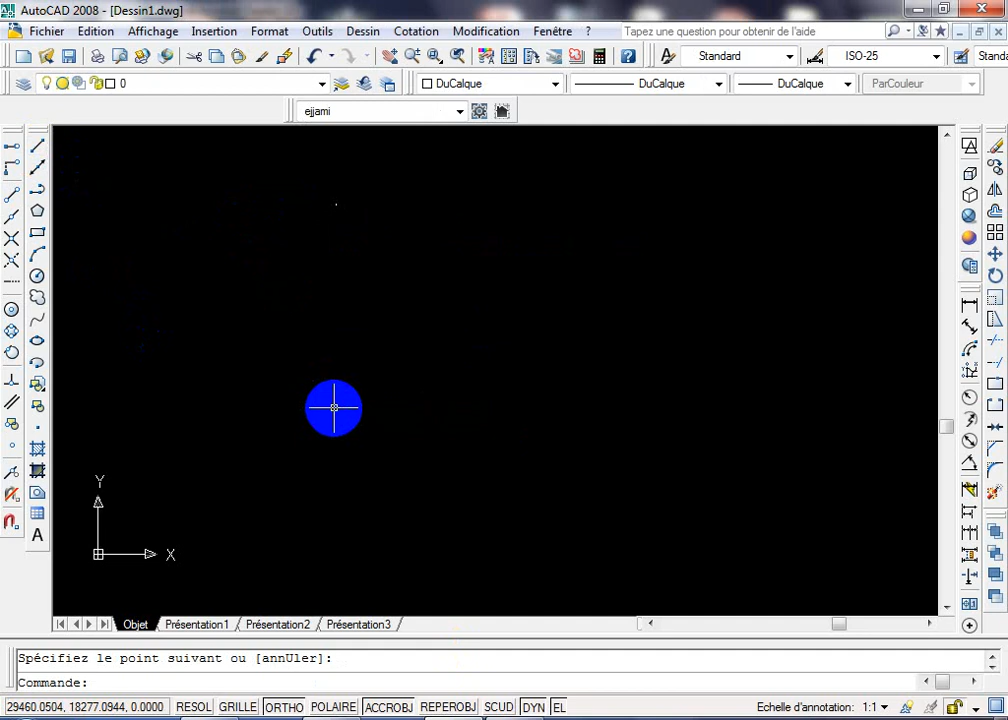 AutoCAD 2008 - [Dessin1.dwg]
Fichier Edition Affichage Insertion Format Outils Dessin Cotation Modification Fenêtre ? Tapez une question pour obtenir de l'aide
Standard ISO-25 Standa
0 DuCalque DuCalque DuCalque ParCouleur
ejjami
A
Y
X
Objet Présentation1 Présentation2 Présentation3
Spécifiez le point suivant ou [annUler]:
Commande:
29460.0504, 18277.0944, 0.0000 RESOL GRILLE ORTHO POLAIRE ACCROBJ REPEROBJ SCUD DYN EL Echelle d'annotation: 1:1